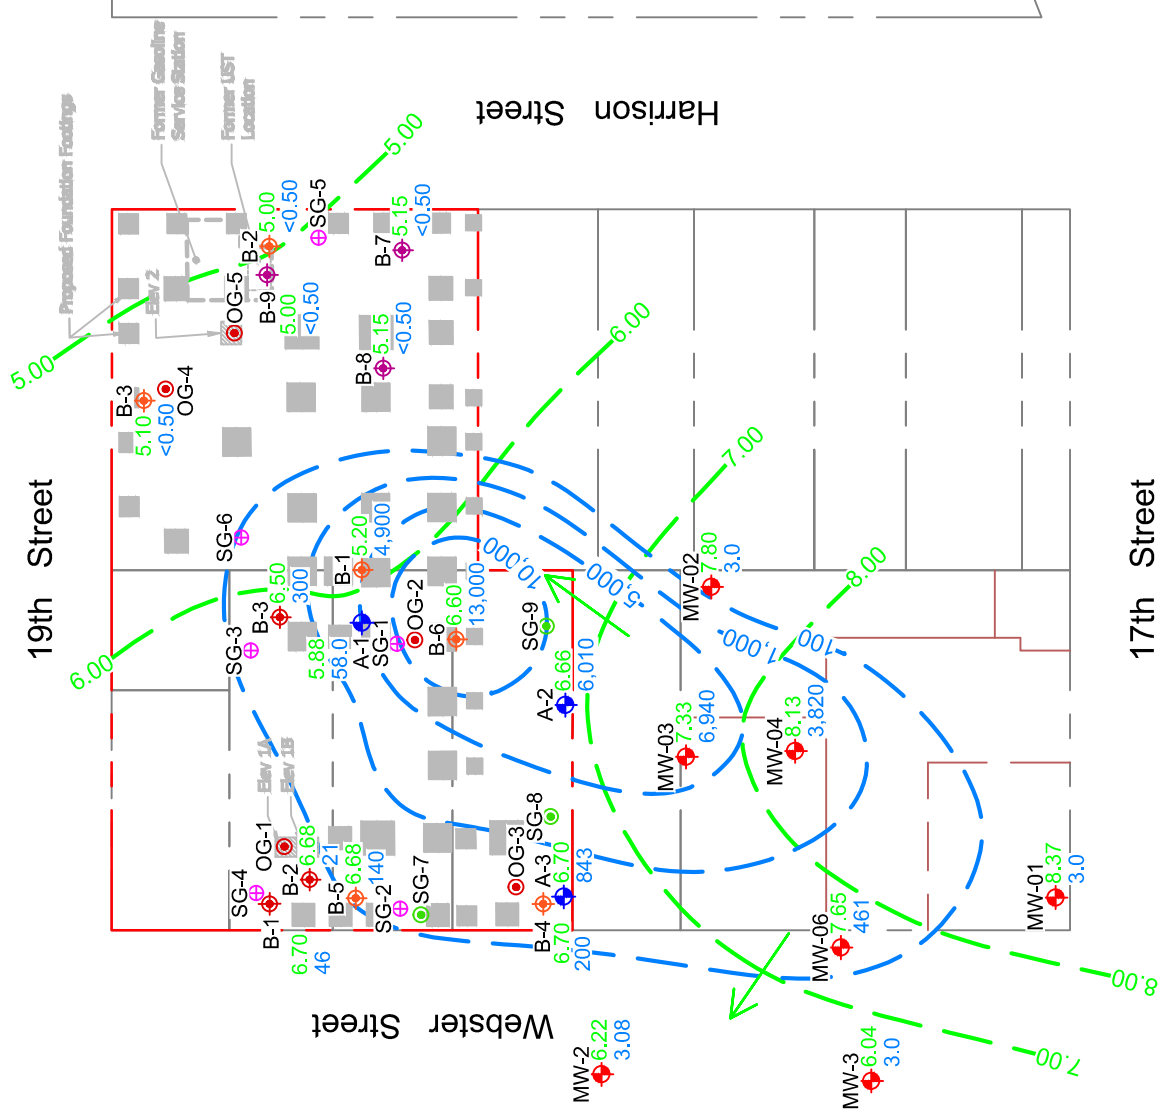 Proposed Foundation Footings
Former Gasoline
Service Station
Former UST
Location
Elev 2
Harrison Street
19th Street
17th Street
Webster Street
5.00
5.00
6.00
6.00
7.00
7.00
8.00
8.00
10,000
5,000
1,000
100
B-2
5.00
<0.50
SG-5
B-7
5.15
<0.50
B-9
5.00
<0.50
OG-5
B-8
5.15
<0.50
B-3
5.10
<0.50
OG-4
SG-6
SG-3
B-3
6.50
300
B-1
5.20
4,900
A-1
5.88
58.0
SG-1
OG-2
B-6
6.60
13,000
SG-9
A-2
6.66
6,010
MW-02
7.80
3.0
MW-03
7.33
6,940
MW-04
8.13
3,820
Elev 1A
Elev 1B
OG-1
SG-4
B-1
6.70
46
B-2
6.68
21
B-5
6.68
140
SG-2
SG-7
OG-3
SG-8
A-3
6.70
843
B-4
6.70
200
MW-06
7.65
461
MW-01
8.37
3.0
MW-2
6.22
3.08
MW-3
6.04
3.0